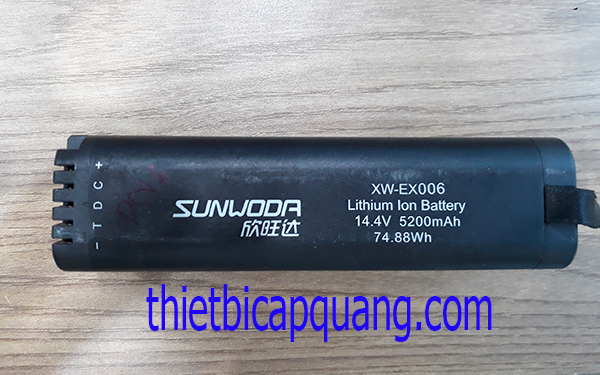 − T D C +
SUNWODA
欣旺达
XW-EX006
Lithium Ion Battery
14.4V 5200mAh
74.88Wh
thietbicapquang.com